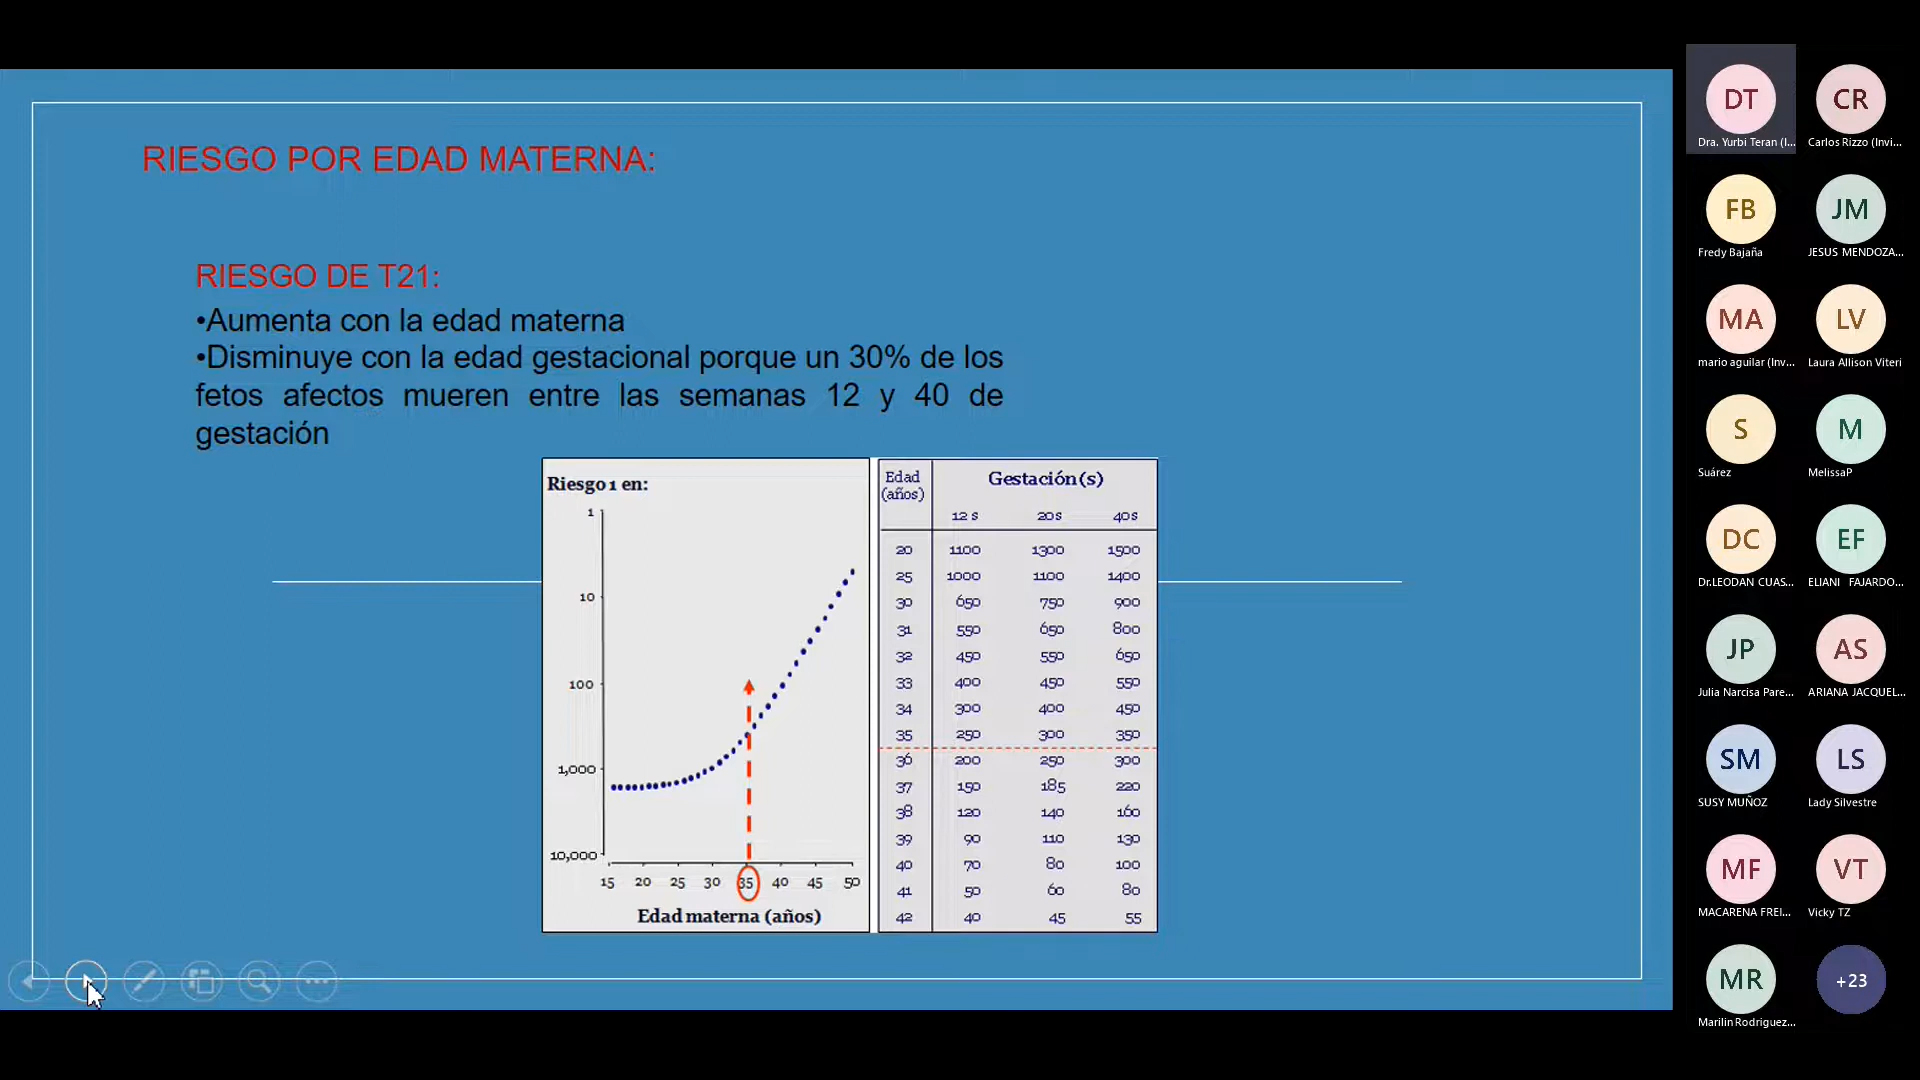 RIESGO POR EDAD MATERNA:
RIESGO DE T21:
•Aumenta con la edad materna
•Disminuye con la edad gestacional porque un 30% de los
fetos afectos mueren entre las semanas 12 y 40 de
gestación
Riesgo 1 en:
1
10
100
1,000
10,000
15 20 25 30 35 40 45 50
Edad materna (años)
Edad (años) Gestación(s)
12 s 20s 40s
20 1100 1300 1500
25 1000 1100 1400
30 650 750 900
31 550 650 800
32 450 550 650
33 400 450 550
34 300 400 450
35 250 300 350
36 200 250 300
37 150 185 220
38 120 140 160
39 90 110 130
40 70 80 100
41 50 60 80
42 40 45 55
DT CR
Dra. Yurbi Teran (I... Carlos Rizzo (Invi...
FB JM
Fredy Bajaña JESUS MENDOZA...
MA LV
mario aguilar (Inv... Laura Allison Viteri
S M
Suárez MelissaP
DC EF
Dr.LEODAN CUAS... ELIANI FAJARDO...
JP AS
Julia Narcisa Pare... ARIANA JACQUEL...
SM LS
SUSY MUÑOZ Lady Silvestre
MF VT
MACARENA FREI... Vicky TZ
MR +23
Marilin Rodriguez...